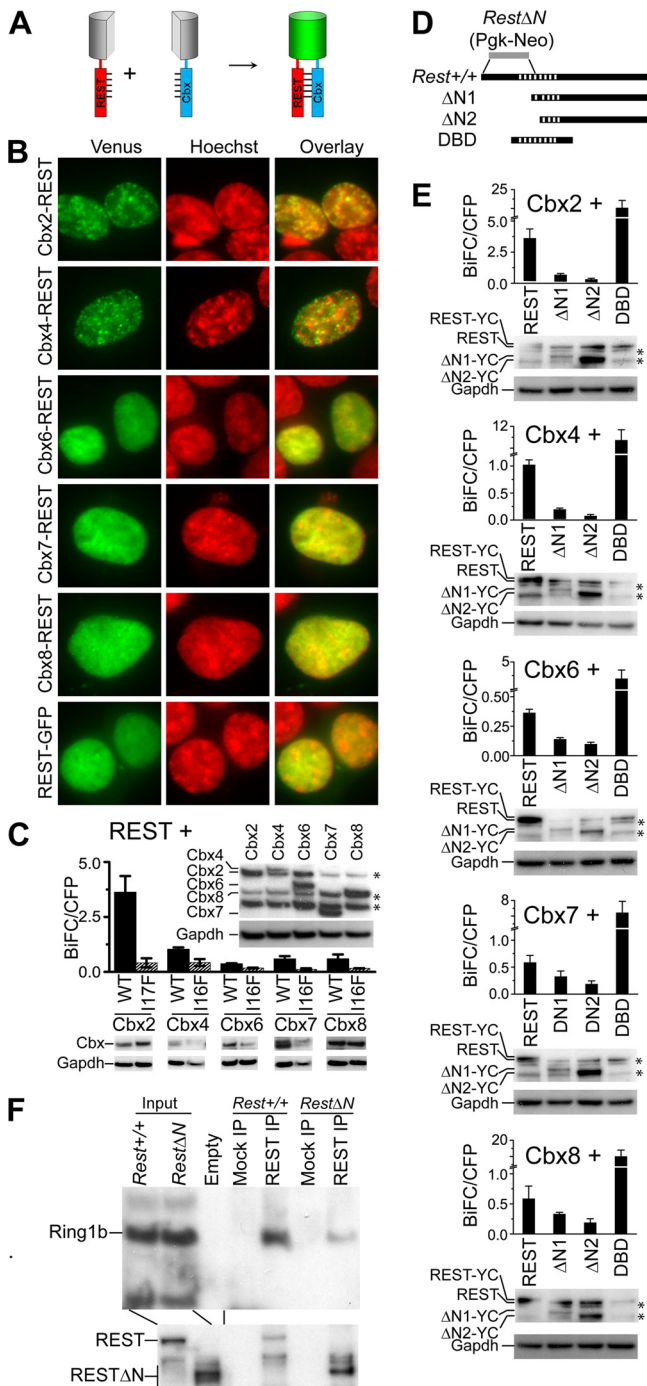 A
REST
+
Cbx
REST
Cbx
B
Venus
Hoechst
Overlay
Cbx2-REST
Cbx4-REST
Cbx6-REST
Cbx7-REST
Cbx8-REST
REST-GFP
C
REST +
BiFC/CFP
5.0
2.5
0.0
Cbx2
Cbx4
Cbx6
Cbx7
Cbx8
Cbx4
Cbx2
Cbx6
Cbx8
Cbx7
Gapdh
*
*
*
WT
I17F
WT
I16F
WT
I16F
WT
I16F
WT
I16F
Cbx2
Cbx4
Cbx6
Cbx7
Cbx8
Cbx
Gapdh
D
RestΔN
(Pgk-Neo)
Rest+/+
ΔN1
ΔN2
DBD
E
Cbx2 +
BiFC/CFP
25
5.0
2.5
0.0
REST
ΔN1
ΔN2
DBD
REST-YC
REST
ΔN1-YC
ΔN2-YC
Gapdh
*
*
Cbx4 +
BiFC/CFP
12
1.0
0.5
0.0
REST
ΔN1
ΔN2
DBD
REST-YC
REST
ΔN1-YC
ΔN2-YC
Gapdh
*
*
Cbx6 +
BiFC/CFP
5
0.50
0.25
0.00
REST
ΔN1
ΔN2
DBD
REST-YC
REST
ΔN1-YC
ΔN2-YC
Gapdh
*
*
Cbx7 +
BiFC/CFP
8
1.0
0.5
0.0
REST
DN1
DN2
DBD
REST-YC
REST
ΔN1-YC
ΔN2-YC
Gapdh
*
*
Cbx8 +
BiFC/CFP
20
1.0
0.5
0.0
REST
ΔN1
ΔN2
DBD
REST-YC
REST
ΔN1-YC
ΔN2-YC
Gapdh
*
*
F
Input
Rest+/+
RestΔN
Rest+/+
RestΔN
Empty
Mock IP
REST IP
Mock IP
REST IP
Ring1b
REST
RESTΔN